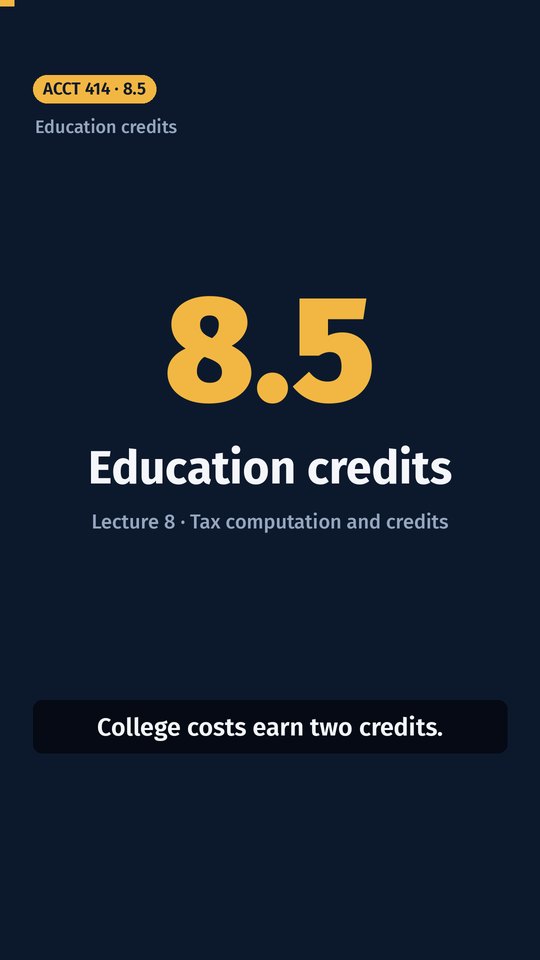 ACCT 414 · 8.5
Education credits
8.5
Education credits
Lecture 8 · Tax computation and credits
College costs earn two credits.